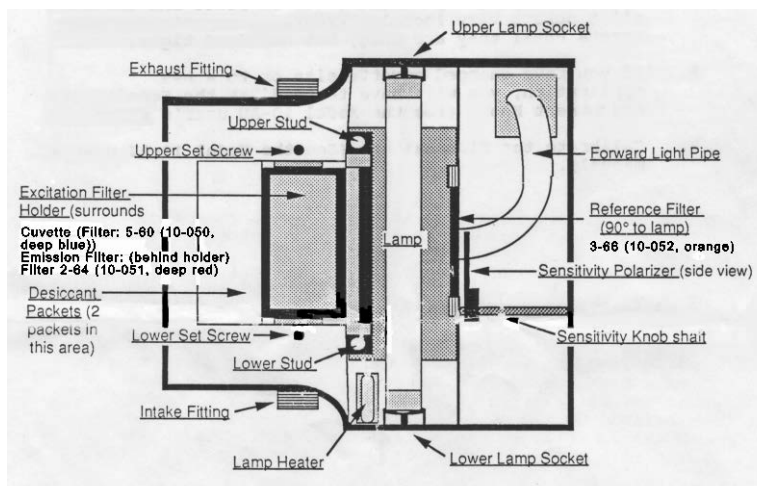 Upper Lamp Socket
Exhaust Fitting
Upper Stud
Upper Set Screw
Forward Light Pipe
Excitation Filter
Holder (surrounds
Cuvette (Filter: 5-60 (10-050,
deep blue))
Emission Filter: (behind holder)
Filter 2-64 (10-051, deep red)
Reference Filter
(90° to lamp)
3-66 (10-052, orange)
Lamp
Sensitivity Polarizer (side view)
Desiccant
Packets (2
packets in
this area)
Lower Set Screw
Sensitivity Knob shait
Lower Stud
Intake Fitting
Lamp Heater
Lower Lamp Socket